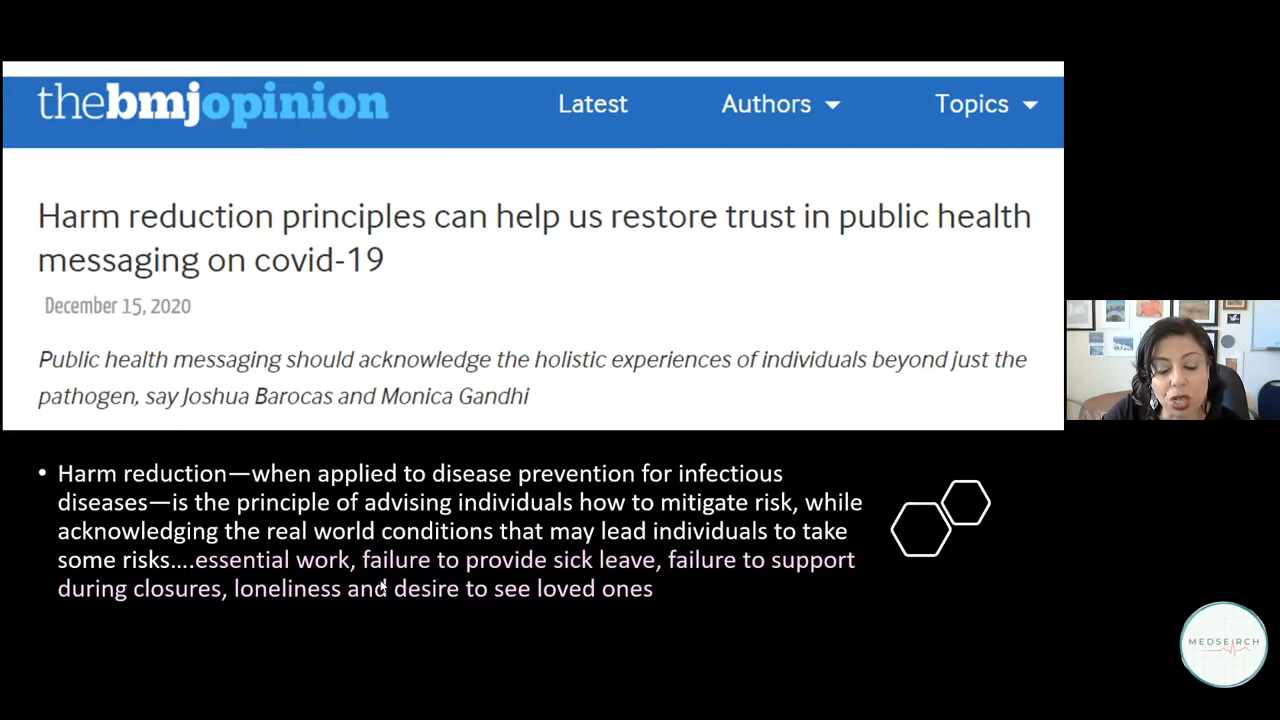 thebmjopinion
Latest
Authors
Topics
Harm reduction principles can help us restore trust in public health
messaging on covid-19
December 15, 2020
Public health messaging should acknowledge the holistic experiences of individuals beyond just the
pathogen, say Joshua Barocas and Monica Gandhi
• Harm reduction—when applied to disease prevention for infectious
diseases—is the principle of advising individuals how to mitigate risk, while
acknowledging the real world conditions that may lead individuals to take
some risks….essential work, failure to provide sick leave, failure to support
during closures, loneliness and desire to see loved ones
MEDSEARCH